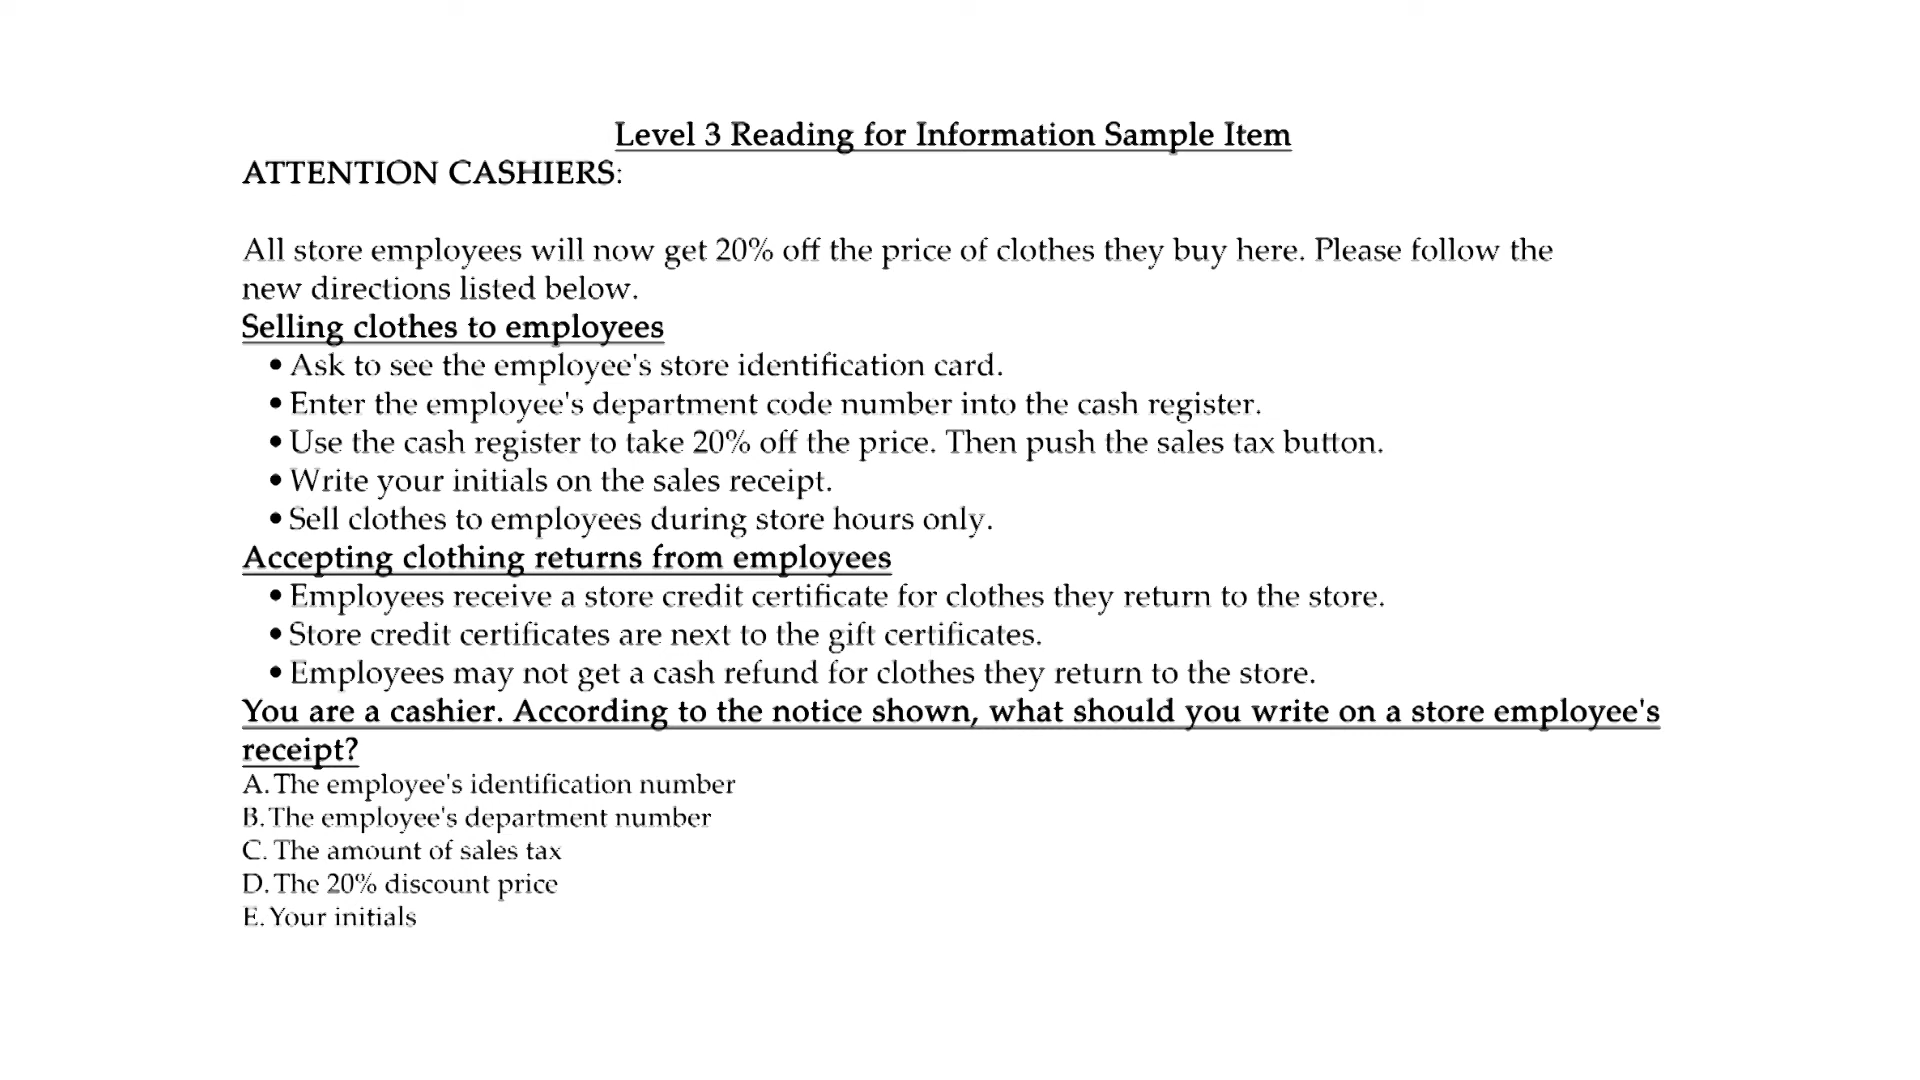 Level 3 Reading for Information Sample Item
ATTENTION CASHIERS:
All store employees will now get 20% off the price of clothes they buy here. Please follow the
new directions listed below.
Selling clothes to employees
• Ask to see the employee's store identification card.
• Enter the employee's department code number into the cash register.
• Use the cash register to take 20% off the price. Then push the sales tax button.
• Write your initials on the sales receipt.
• Sell clothes to employees during store hours only.
Accepting clothing returns from employees
• Employees receive a store credit certificate for clothes they return to the store.
• Store credit certificates are next to the gift certificates.
• Employees may not get a cash refund for clothes they return to the store.
You are a cashier. According to the notice shown, what should you write on a store employee's
receipt?
A. The employee's identification number
B. The employee's department number
C. The amount of sales tax
D. The 20% discount price
E. Your initials